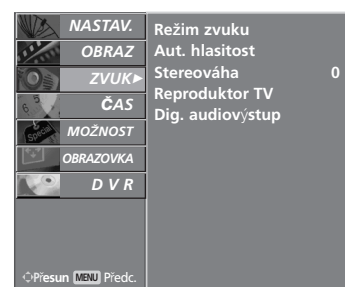 NASTAV.
OBRAZ
ZVUK
ČAS
MOŽNOST
OBRAZOVKA
D V R
Režim zvuku
Aut. hlasitost
Stereováha 0
Reproduktor TV
Dig. audiovýstup
Přesun MENU Předc.